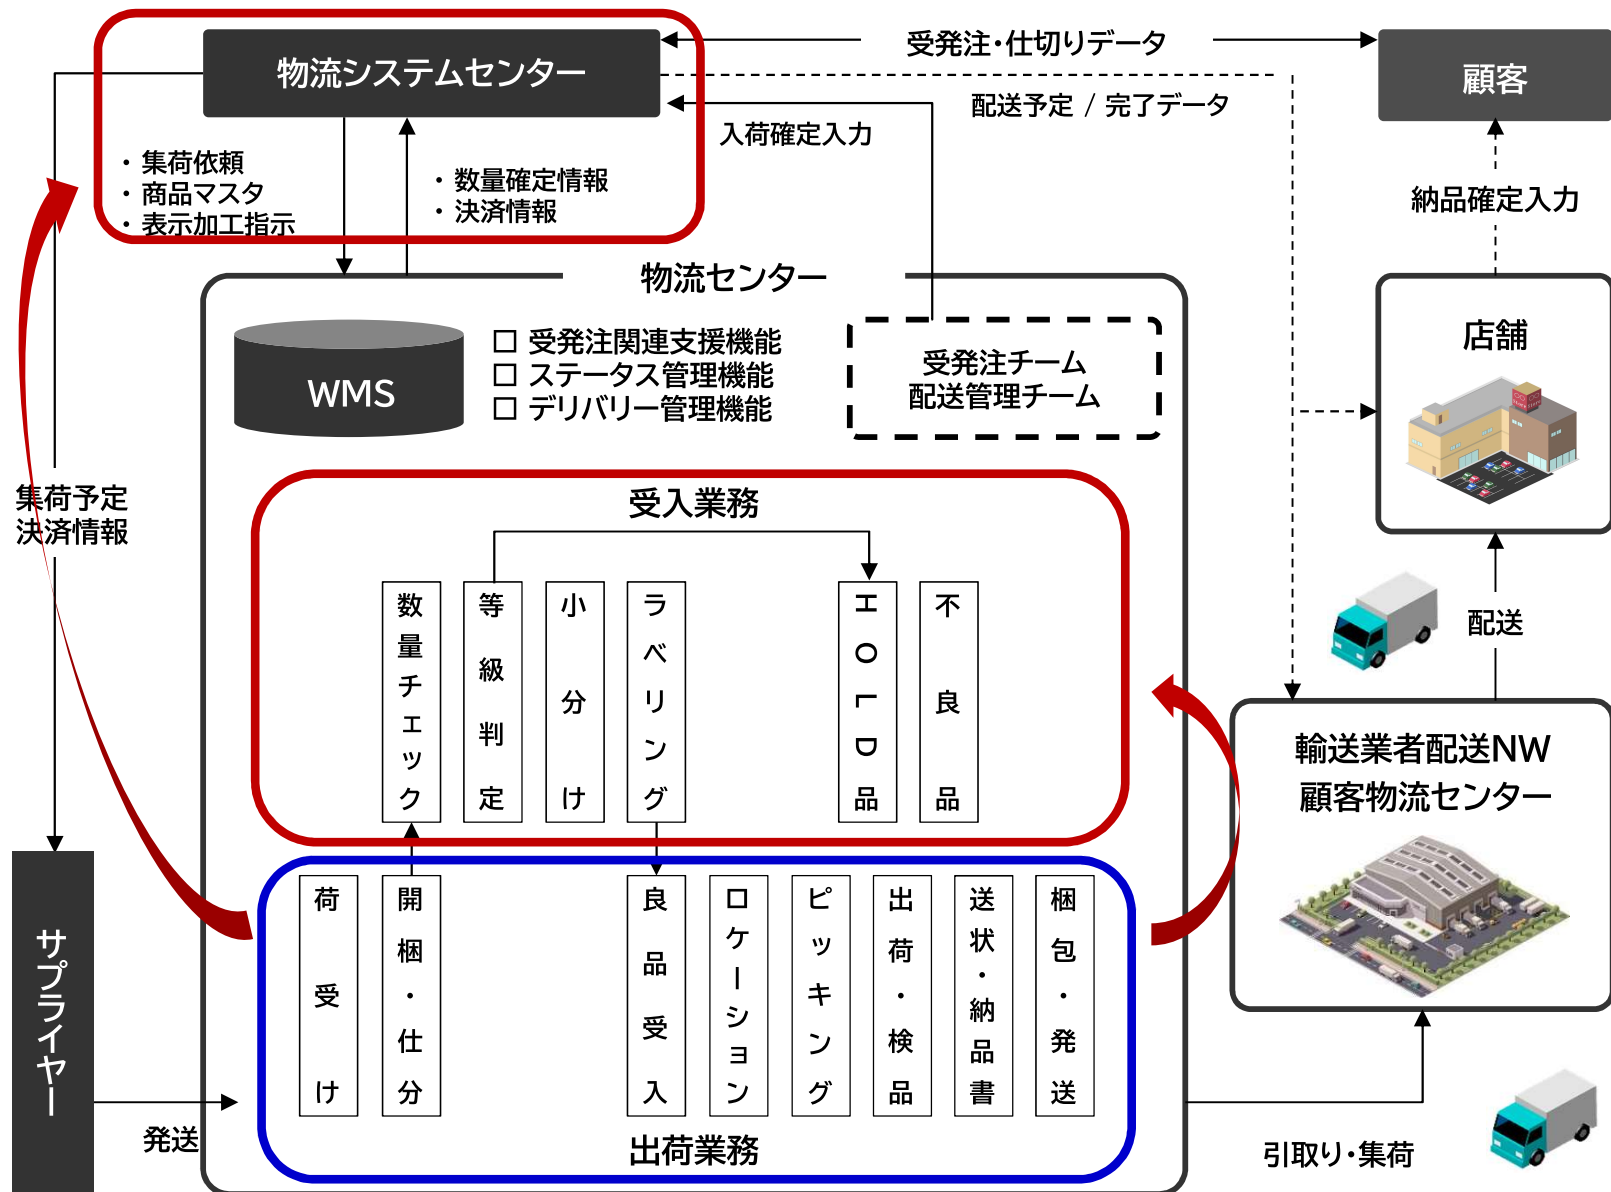 物流システムセンター
受発注・仕切りデータ
顧客
配送予定 / 完了データ
入荷確定入力
・ 集荷依頼
・ 商品マスタ
・ 表示加工指示
・ 数量確定情報
・ 決済情報
納品確定入力
物流センター
WMS
□ 受発注関連支援機能
□ ステータス管理機能
□ デリバリー管理機能
受発注チーム
配送管理チーム
店舗
集荷予定
決済情報
受入業務
数量チェック
等級判定
小分け
ラベリング
HOLD品
不良品
配送
輸送業者配送NW
顧客物流センター
サプライヤー
荷受け
開梱・仕分
良品受入
ロケーション
ピッキング
出荷・検品
送状・納品書
梱包・発送
発送
出荷業務
引取り・集荷